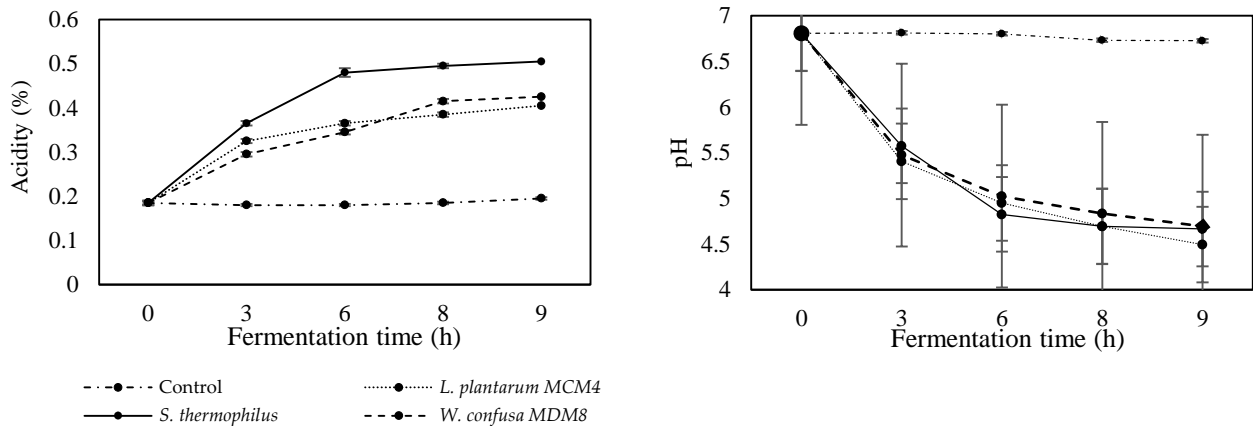 0.6
0.5
0.4
0.3
0.2
0.1
0
Acidity (%)
0 3 6 8 9
Fermentation time (h)
7
6.5
6
5.5
5
4.5
4
pH
0 3 6 8 9
Fermentation time (h)
Control
L. plantarum MCM4
S. thermophilus
W. confusa MDM8